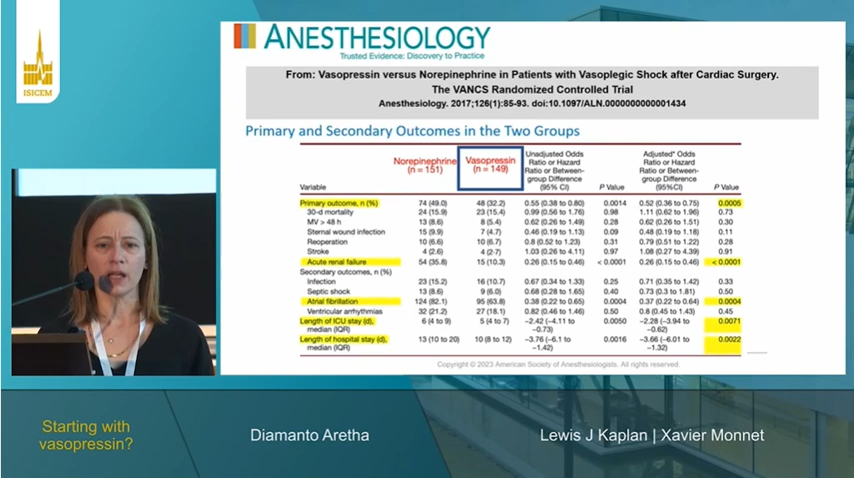 ISICEM
ANESTHESIOLOGY
Trusted Evidence: Discovery to Practice
From: Vasopressin versus Norepinephrine in Patients with Vasoplegic Shock after Cardiac Surgery.
The VANCS Randomized Controlled Trial
Anesthesiology. 2017;126(1):85-93. doi:10.1097/ALN.0000000000001434
Primary and Secondary Outcomes in the Two Groups
Variable Norepinephrine (n = 151) Vasopressin (n = 149) Unadjusted Odds Ratio or Hazard Ratio or Between-group Difference (95% CI) P Value Adjusted* Odds Ratio or Hazard Ratio or Between-group Difference (95%CI) P Value
Primary outcome, n (%) 74 (49.0) 48 (32.2) 0.55 (0.38 to 0.80) 0.0014 0.52 (0.36 to 0.75) 0.0005
30-d mortality 24 (15.9) 23 (15.4) 0.99 (0.56 to 1.76) 0.98 1.11 (0.62 to 1.96) 0.73
MV > 48 h 13 (8.6) 8 (5.4) 0.62 (0.26 to 1.49) 0.28 0.62 (0.26 to 1.51) 0.30
Sternal wound infection 15 (9.9) 7 (4.7) 0.46 (0.19 to 1.13) 0.09 0.48 (0.19 to 1.18) 0.11
Reoperation 10 (6.6) 10 (6.7) 0.8 (0.52 to 1.23) 0.31 0.79 (0.51 to 1.22) 0.28
Stroke 4 (2.6) 4 (2·7) 1.03 (0.26 to 4.11) 0.97 1.08 (0.27 to 4.39) 0.91
Acute renal failure 54 (35.8) 15 (10.3) 0.26 (0.15 to 0.46) < 0.0001 0.26 (0.15 to 0.46) < 0.0001
Secondary outcomes, n (%)
Infection 23 (15.2) 16 (10.7) 0.67 (0.34 to 1.33) 0.25 0.71 (0.35 to 1.42) 0.33
Septic shock 13 (8.6) 9 (6.0) 0.68 (0.28 to 1.65) 0.40 0.73 (0.3 to 1.81) 0.50
Atrial fibrillation 124 (82.1) 95 (63.8) 0.38 (0.22 to 0.65) 0.0004 0.37 (0.22 to 0.64) 0.0004
Ventricular arrhythmias 32 (21.2) 27 (18.1) 0.82 (0.46 to 1.46) 0.50 0.8 (0.45 to 1.43) 0.45
Length of ICU stay (d), median (IQR) 6 (4 to 9) 5 (4 to 7) −2.42 (−4.11 to −0.73) 0.0050 −2.28 (−3.94 to −0.62) 0.0071
Length of hospital stay (d), median (IQR) 13 (10 to 20) 10 (8 to 12) −3.76 (−6.1 to −1.42) 0.0016 −3.66 (−6.01 to −1.32) 0.0022
Copyright © 2023 American Society of Anesthesiologists. All rights reserved.
Starting with
vasopressin?
Diamanto Aretha
Lewis J Kaplan | Xavier Monnet